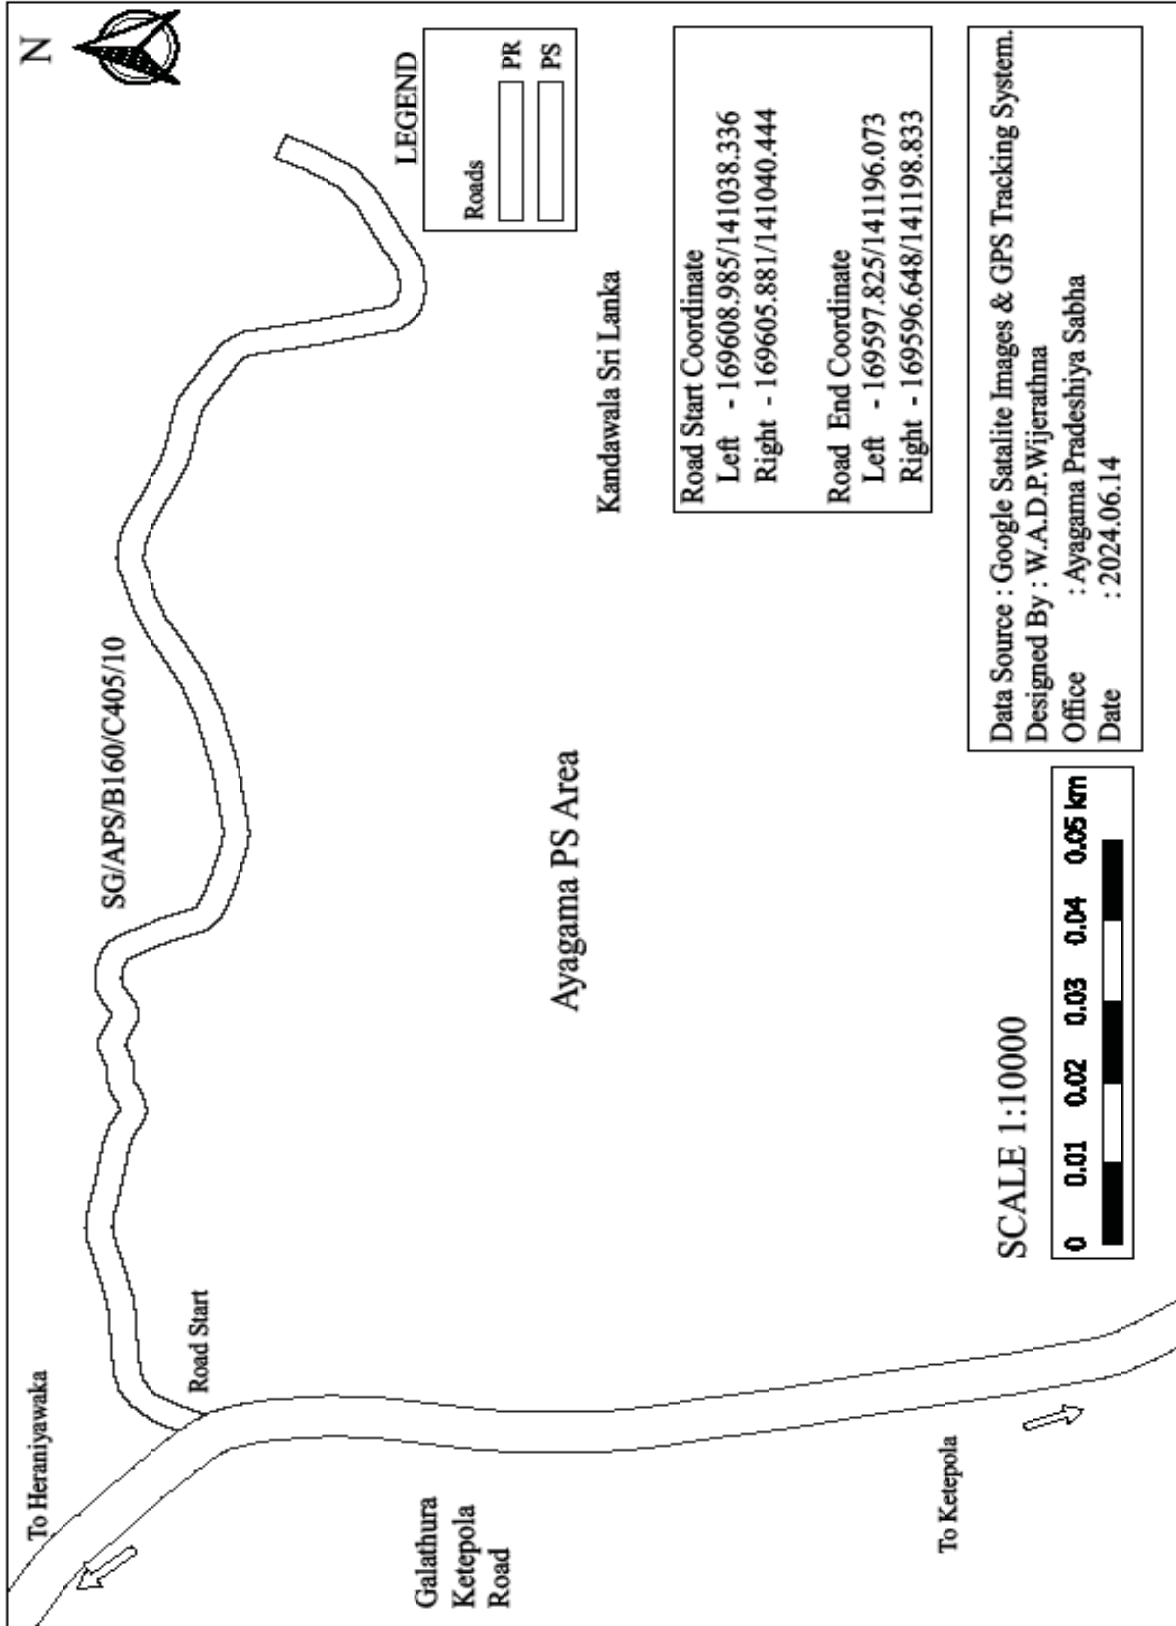 N
LEGEND
Roads
PR
PS
SG/APS/B160/C405/10
To Heraniyawaka
Road Start
Galathura
Ketepola
Road
Ayagama PS Area
Kandawala Sri Lanka
Road Start Coordinate
Left - 169608.985/141038.336
Right - 169605.881/141040.444
Road End Coordinate
Left - 169597.825/141196.073
Right - 169596.648/141198.833
To Ketepola
SCALE 1:10000
0 0.01 0.02 0.03 0.04 0.05 km
Data Source : Google Satalite Images & GPS Tracking System.
Designed By : W.A.D.P.Wijerathna
Office : Ayagama Pradeshiya Sabha
Date : 2024.06.14